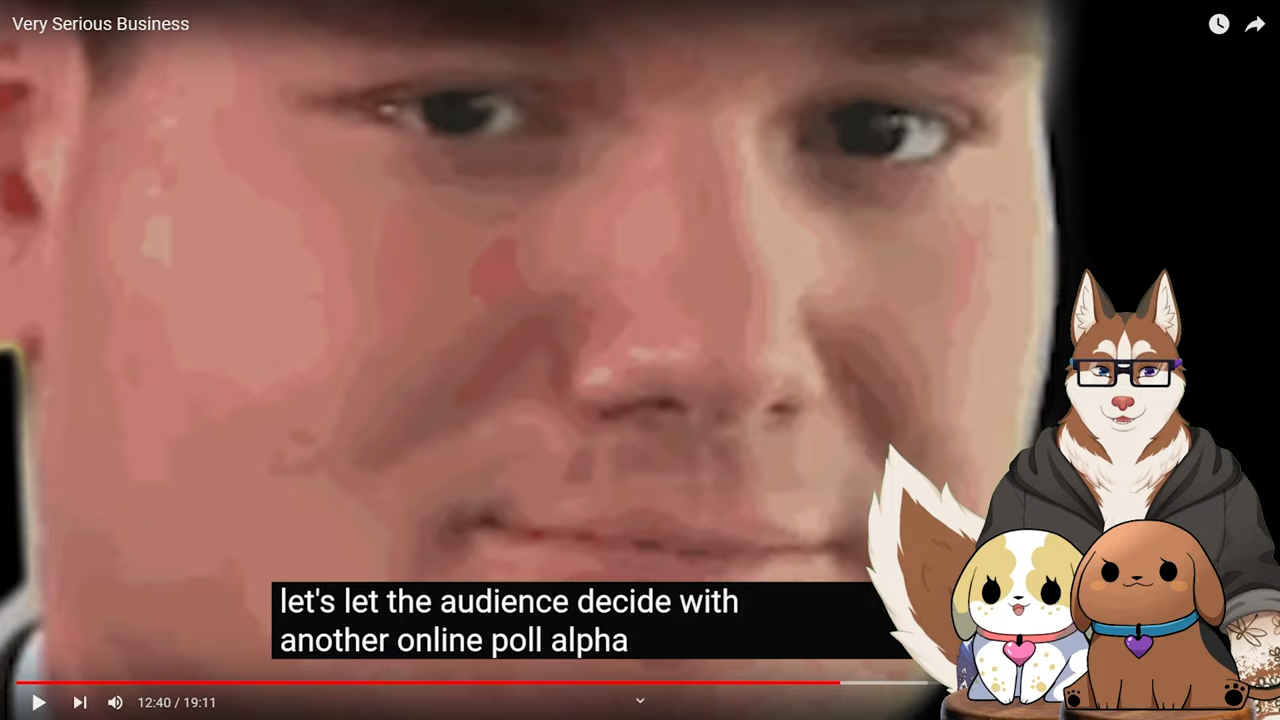 Very Serious Business
let's let the audience decide with
another online poll alpha
12:40 / 19:11